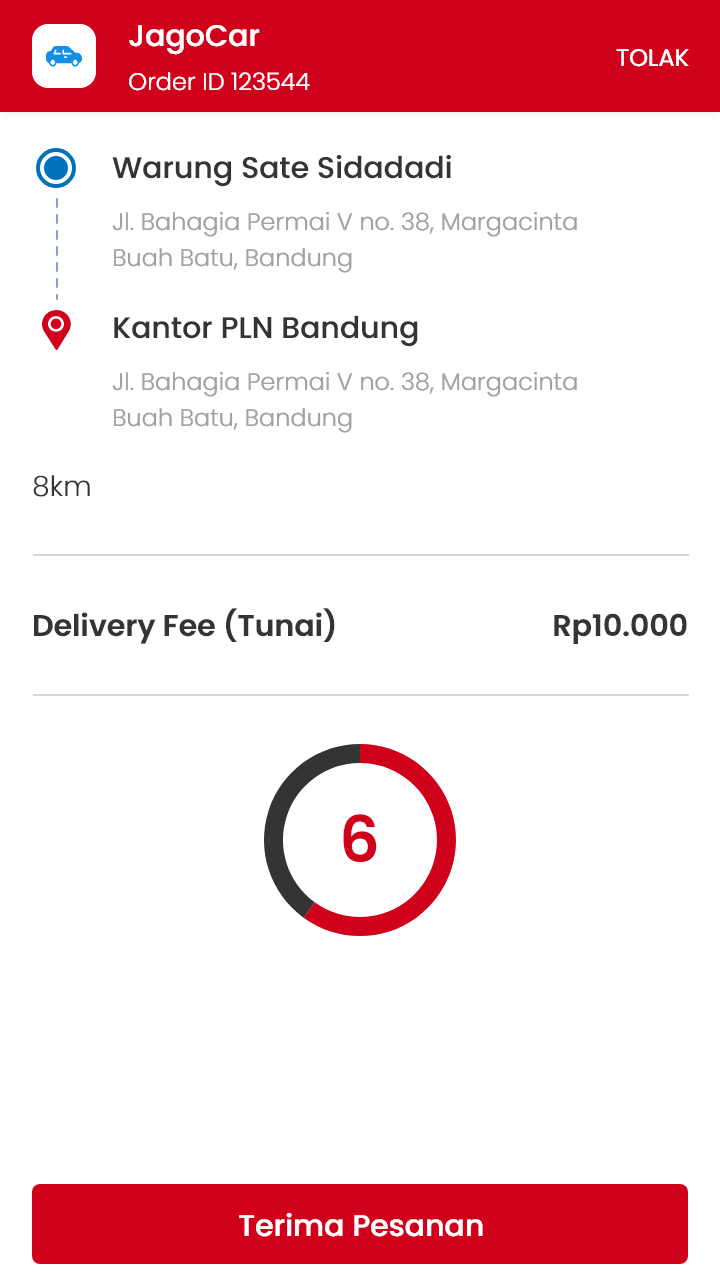 JagoCar
Order ID 123544
TOLAK
Warung Sate Sidadadi
Jl. Bahagia Permai V no. 38, Margacinta
Buah Batu, Bandung
Kantor PLN Bandung
Jl. Bahagia Permai V no. 38, Margacinta
Buah Batu, Bandung
8km
Delivery Fee (Tunai) Rp10.000
6
Terima Pesanan